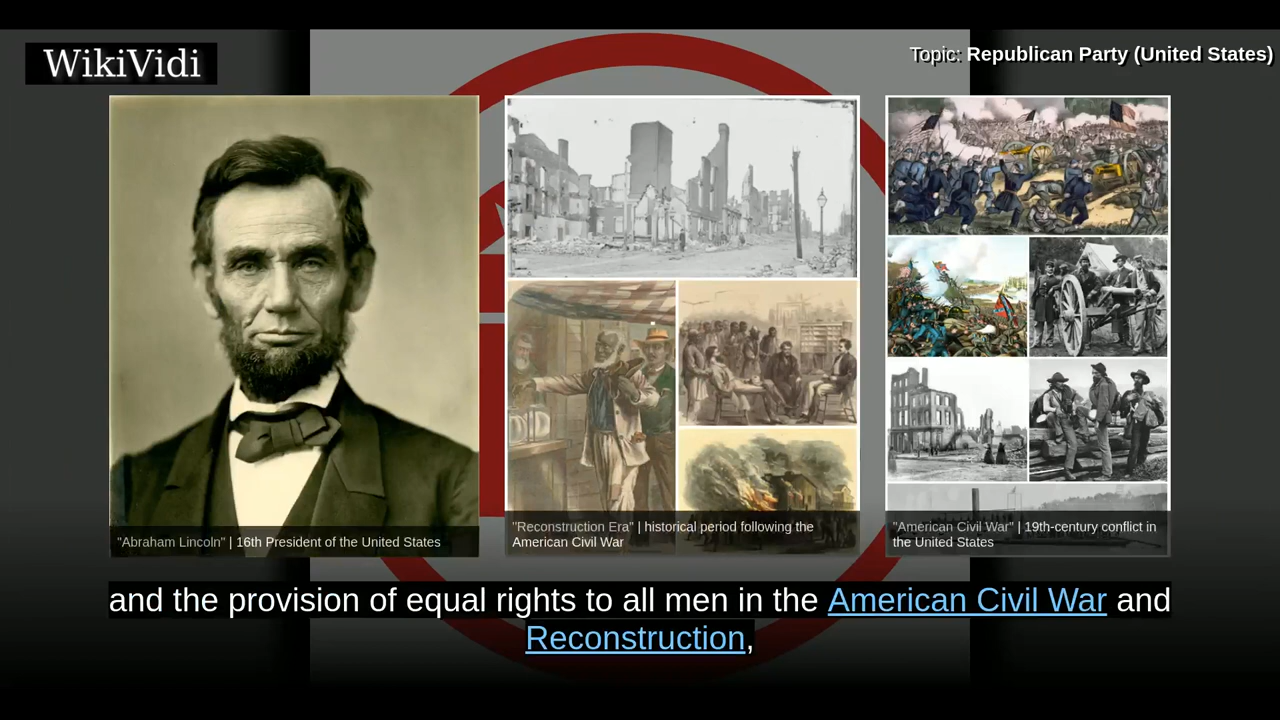 WikiVidi
Topic: Republican Party (United States)
"Abraham Lincoln" | 16th President of the United States
"Reconstruction Era" | historical period following the
American Civil War
"American Civil War" | 19th-century conflict in
the United States
and the provision of equal rights to all men in the American Civil War and
Reconstruction,